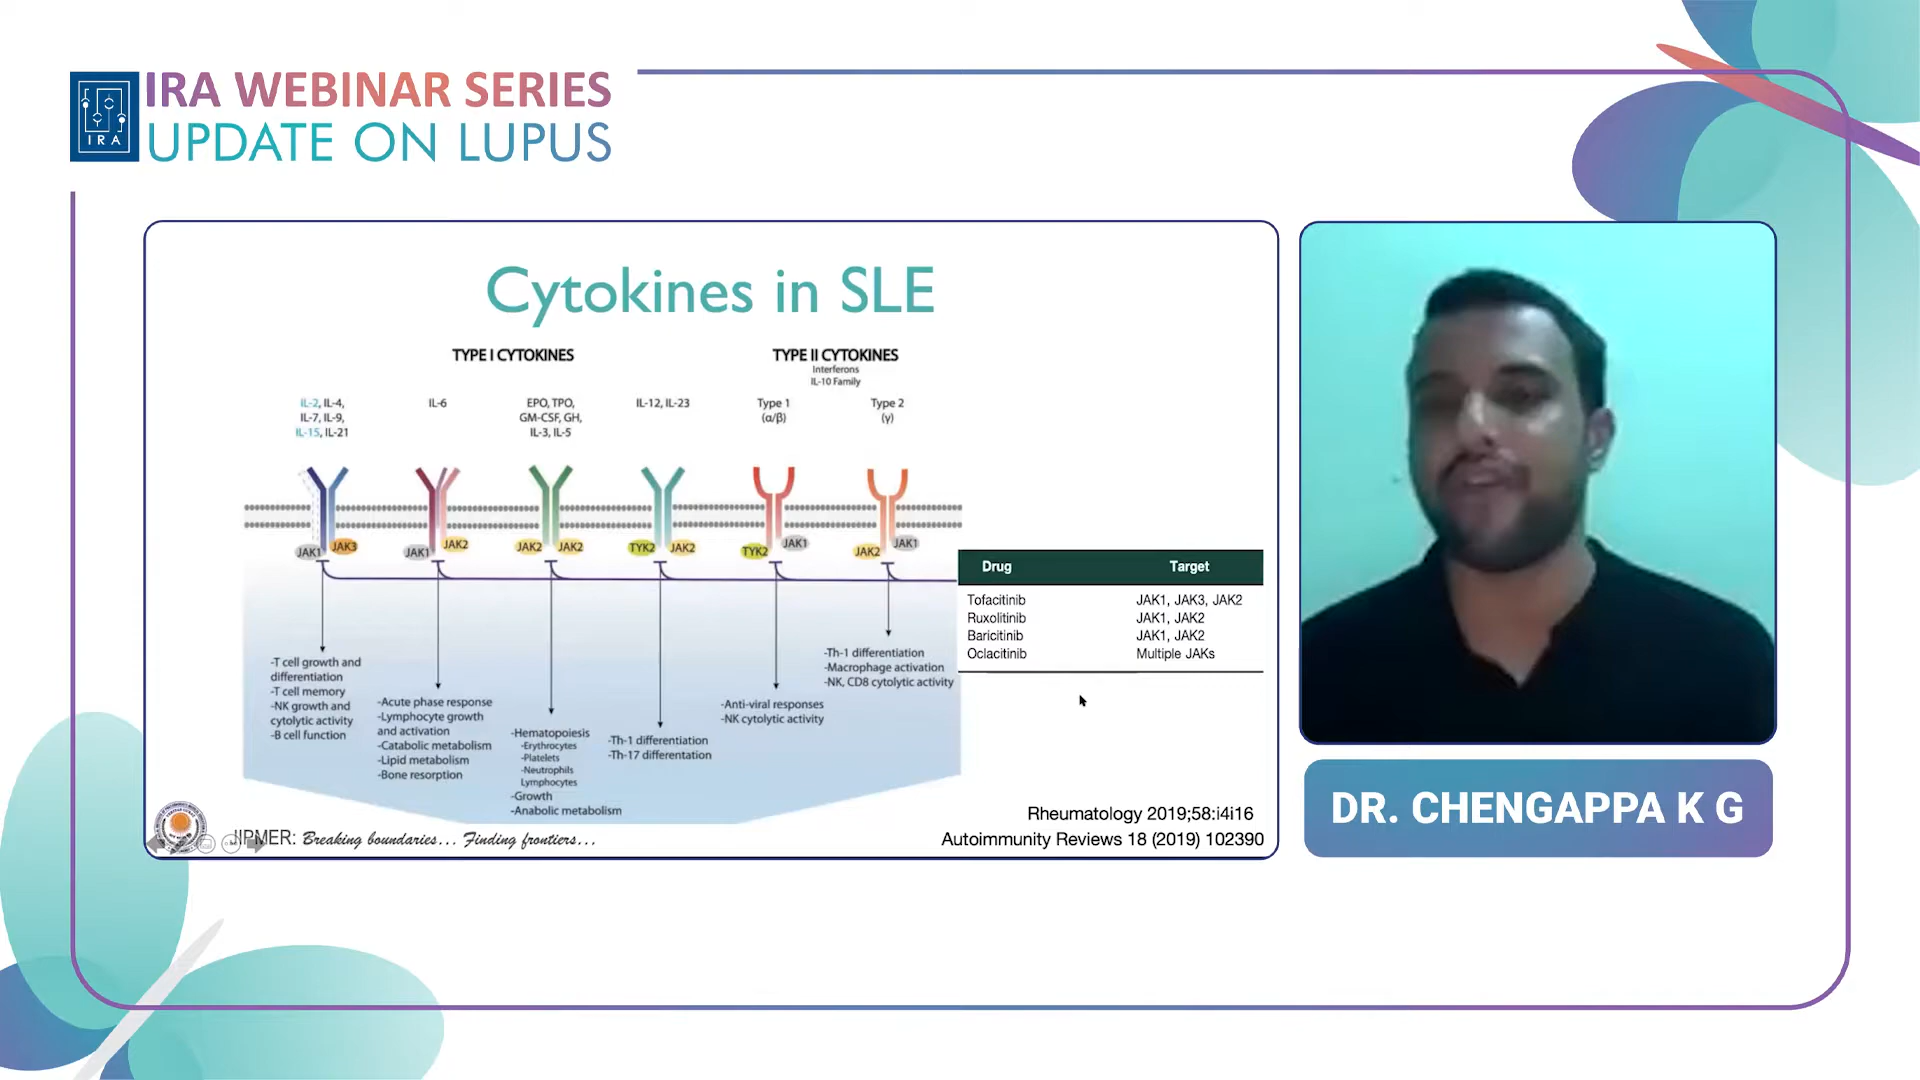 IRA WEBINAR SERIES
UPDATE ON LUPUS
IRA
Cytokines in SLE
TYPE I CYTOKINES
TYPE II CYTOKINES
Interferons
IL-10 Family
IL-2, IL-4,
IL-7, IL-9,
IL-15, IL-21
IL-6
EPO, TPO,
GM-CSF, GH,
IL-3, IL-5
IL-12, IL-23
Type 1
(α/β)
Type 2
(γ)
JAK1
JAK3
JAK1
JAK2
JAK2
JAK2
TYK2
JAK2
TYK2
JAK1
JAK2
JAK1
-T cell growth and
differentiation
-T cell memory
-NK growth and
cytolytic activity
-B cell function
-Acute phase response
-Lymphocyte growth
and activation
-Catabolic metabolism
-Lipid metabolism
-Bone resorption
-Hematopoiesis
-Erythrocytes
-Platelets
-Neutrophils
Lymphocytes
-Growth
-Anabolic metabolism
-Th-1 differentiation
-Th-17 differentation
-Anti-viral responses
-NK cytolytic activity
-Th-1 differentiation
-Macrophage activation
-NK, CD8 cytolytic activity
Drug Target
Tofacitinib JAK1, JAK3, JAK2
Ruxolitinib JAK1, JAK2
Baricitinib JAK1, JAK2
Oclacitinib Multiple JAKs
Rheumatology 2019;58:i4i16
Autoimmunity Reviews 18 (2019) 102390
JIPMER: Breaking boundaries... Finding frontiers...
DR. CHENGAPPA K G